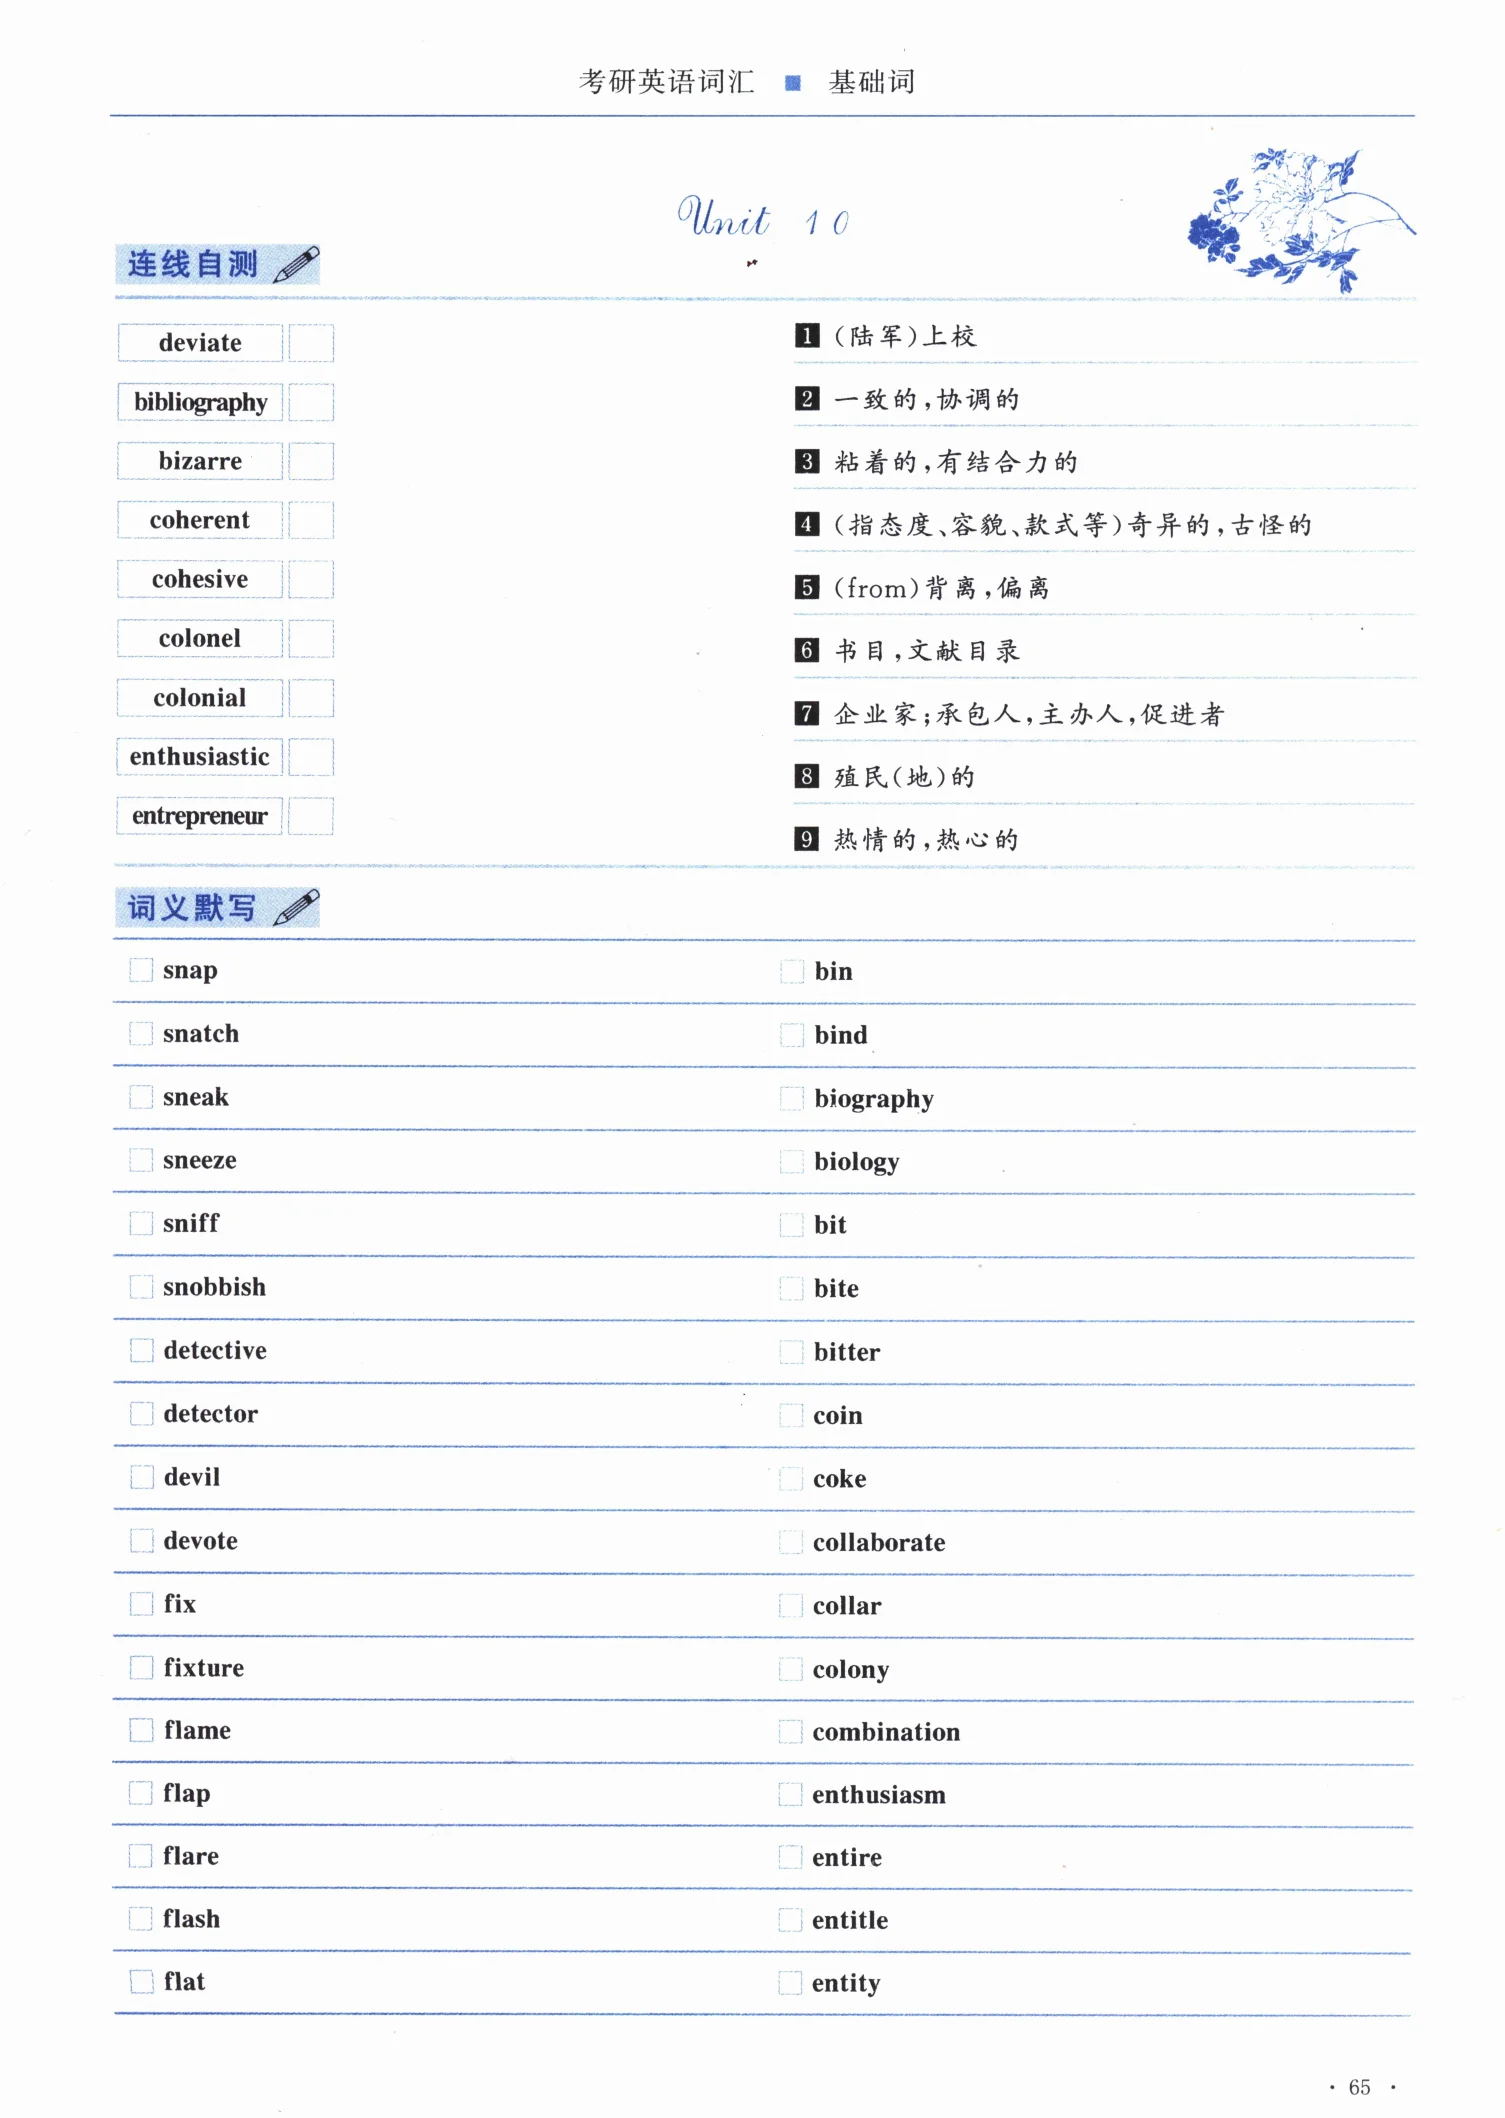 考研英语词汇 ■ 基础词
Unit 10
连线自测
deviate
bibliography
bizarre
coherent
cohesive
colonel
colonial
enthusiastic
entrepreneur
1 (陆军)上校
2 一致的,协调的
3 粘着的,有结合力的
4 (指态度、容貌、款式等)奇异的,古怪的
5 (from)背离,偏离
6 书目,文献目录
7 企业家;承包人,主办人,促进者
8 殖民(地)的
9 热情的,热心的
词义默写
snap
bin
snatch
bind
sneak
biography
sneeze
biology
sniff
bit
snobbish
bite
detective
bitter
detector
coin
devil
coke
devote
collaborate
fix
collar
fixture
colony
flame
combination
flap
enthusiasm
flare
entire
flash
entitle
flat
entity
· 65 ·